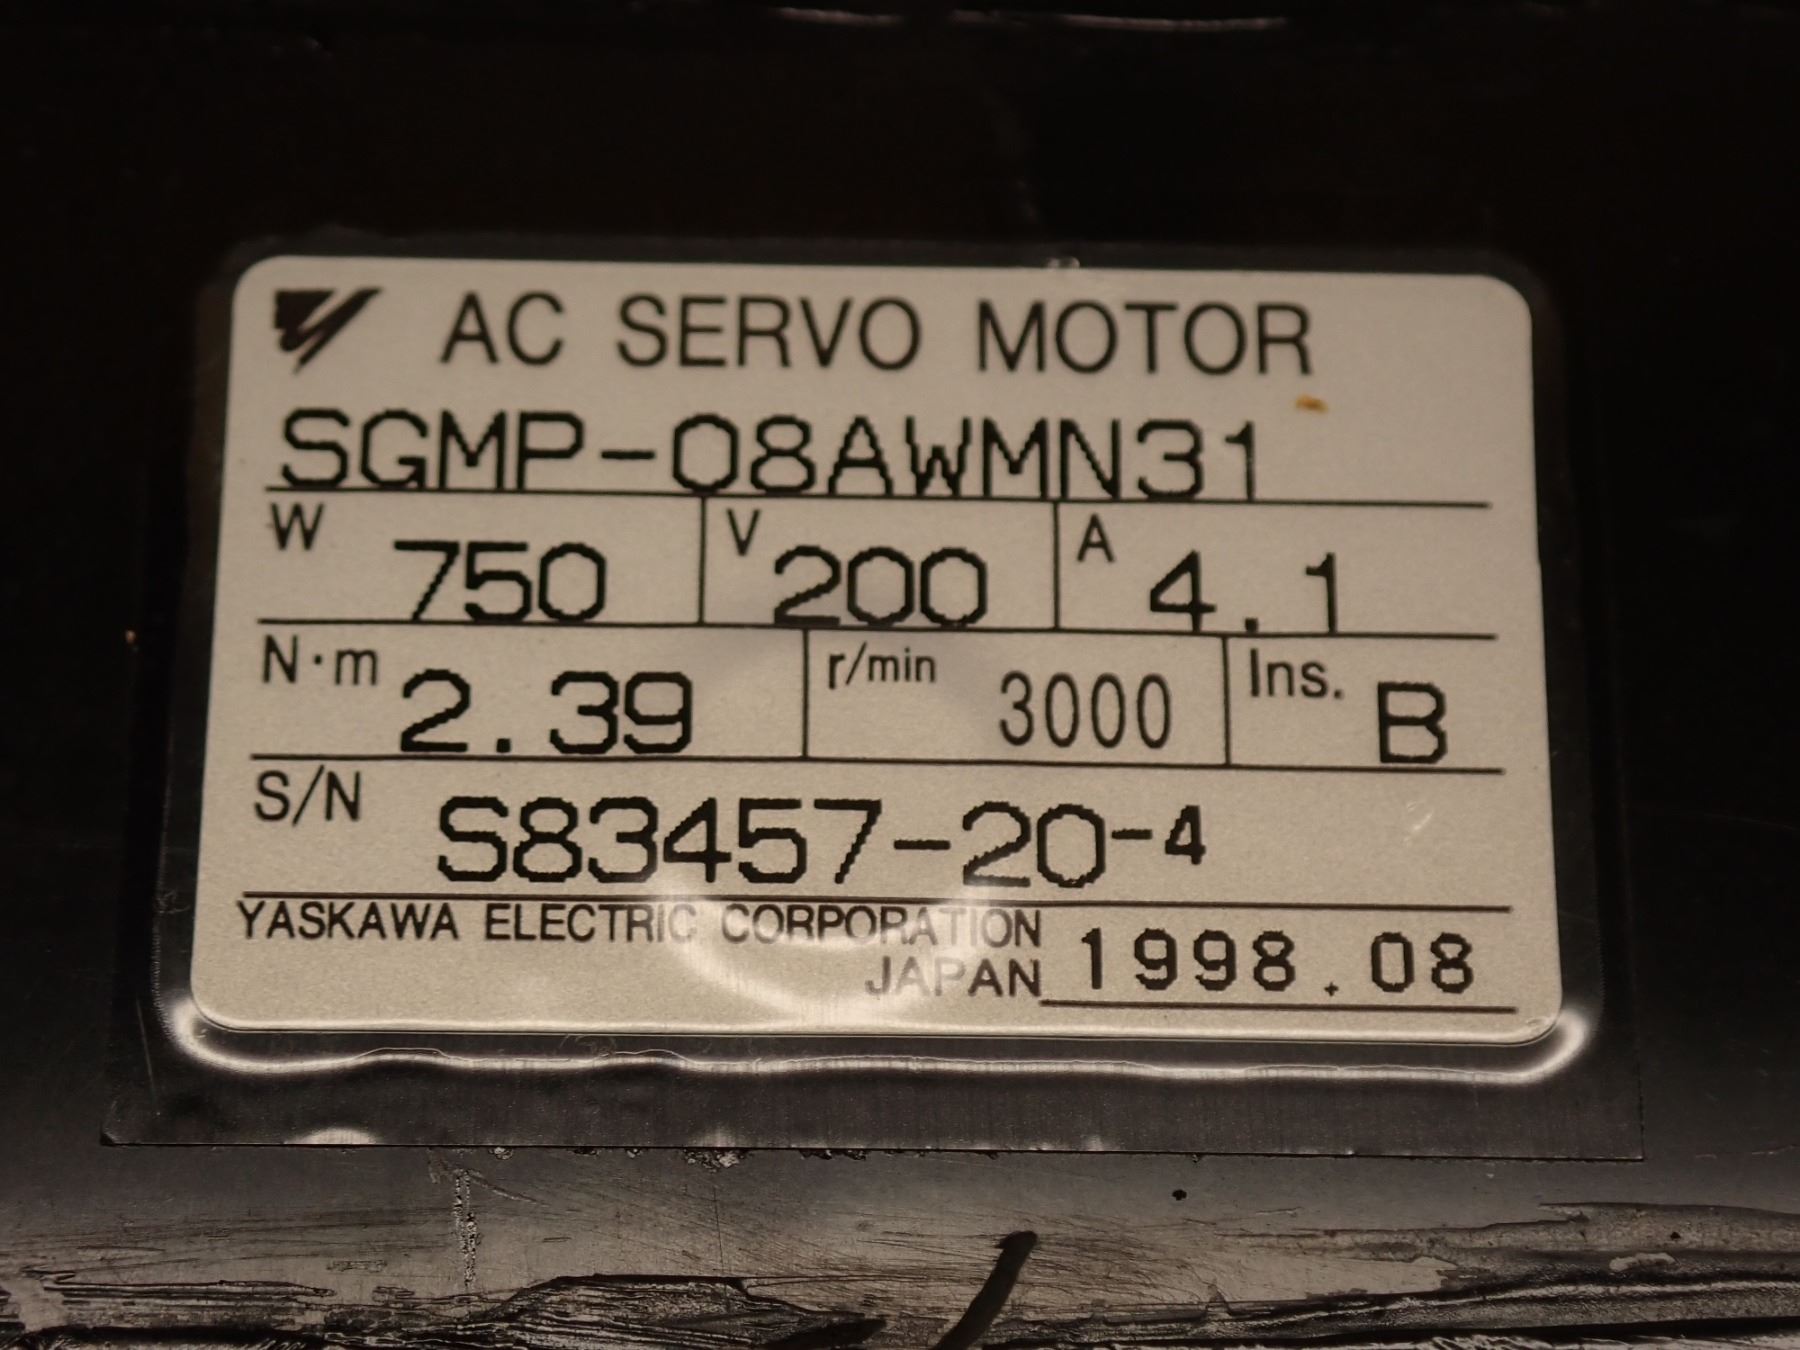 AC SERVO MOTOR
SGMP-08AWMN31
W 750 V 200 A 4.1
N·m 2.39 r/min 3000 Ins. B
S/N S83457-20-4
YASKAWA ELECTRIC CORPORATION
JAPAN 1998.08